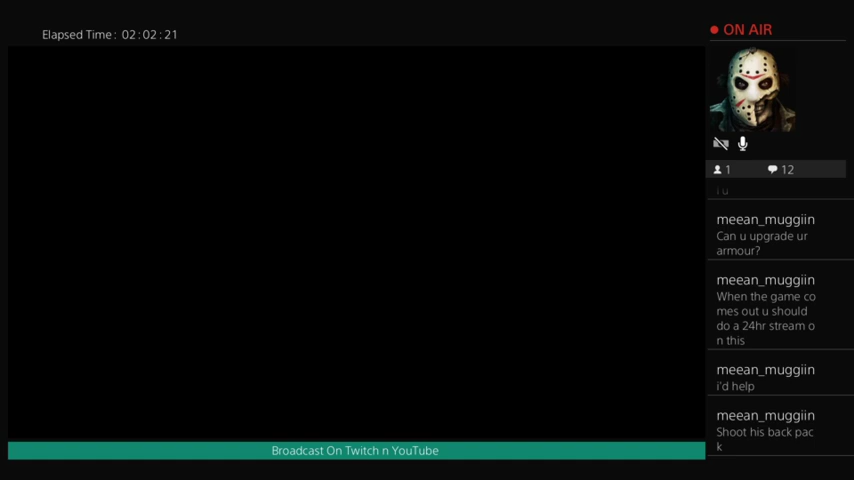 Elapsed Time: 02:02:21
ON AIR
1 12
meean_muggiin
Can u upgrade ur
armour?
meean_muggiin
When the game co
mes out u should
do a 24hr stream o
n this
meean_muggiin
i'd help
meean_muggiin
Shoot his back pac
k
Broadcast On Twitch n YouTube